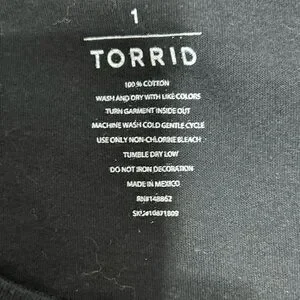 1
TORRID
100% COTTON
WASH AND DRY WITH LIKE COLORS
TURN GARMENT INSIDE OUT
MACHINE WASH COLD GENTLE CYCLE
USE ONLY NON-CHLORINE BLEACH
TUMBLE DRY LOW
DO NOT IRON DECORATION
MADE IN MEXICO
RN#148862